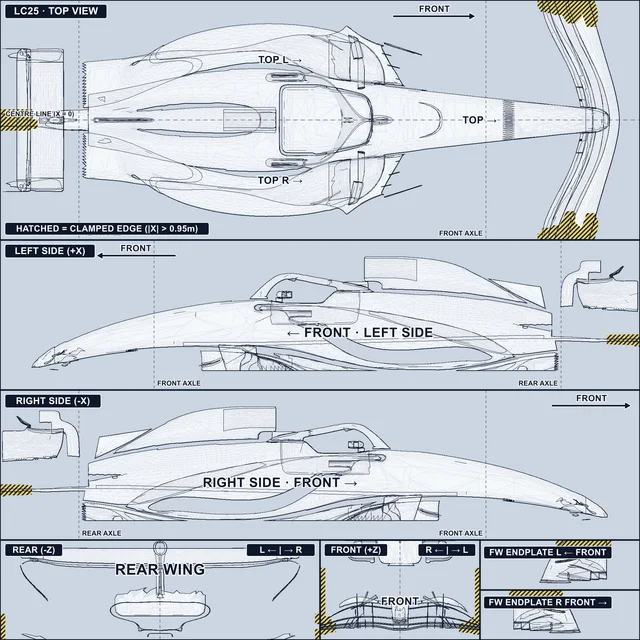 LC25 · TOP VIEW
FRONT
TOP L →
CENTRE LINE (X = 0)
TOP →
TOP R →
HATCHED = CLAMPED EDGE (|X| > 0.95m)
FRONT AXLE
LEFT SIDE (+X)
FRONT
← FRONT · LEFT SIDE
FRONT AXLE
REAR AXLE
RIGHT SIDE (-X)
FRONT
RIGHT SIDE · FRONT →
REAR AXLE
FRONT AXLE
REAR (-Z)
L ← | → R
REAR WING
FRONT (+Z)
R ← | → L
FRONT
FW ENDPLATE L ← FRONT
FW ENDPLATE R FRONT →